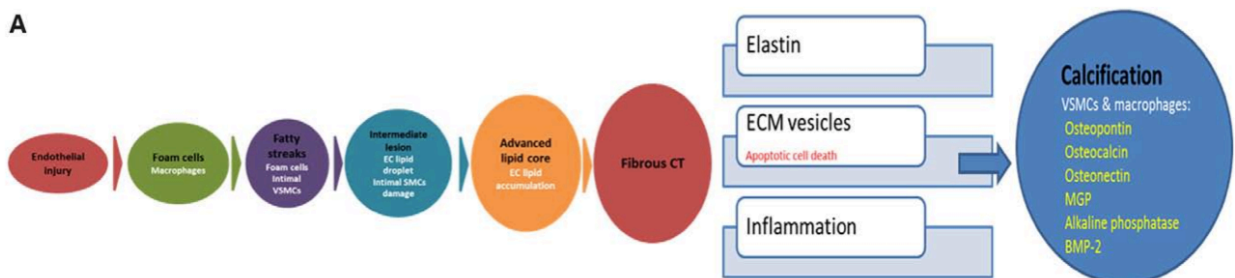 A
Endothelial
injury
Foam cells
Macrophages
Fatty
streaks
Foam cells
Intimal
VSMCs
Intermediate
lesion
EC lipid
droplet
Intimal SMCs
damage
Advanced
lipid core
EC lipid
accumulation
Fibrous CT
Elastin
ECM vesicles
Apoptotic cell death
Inflammation
Calcification
VSMCs & macrophages:
Osteopontin
Osteocalcin
Osteonectin
MGP
Alkaline phosphatase
BMP-2